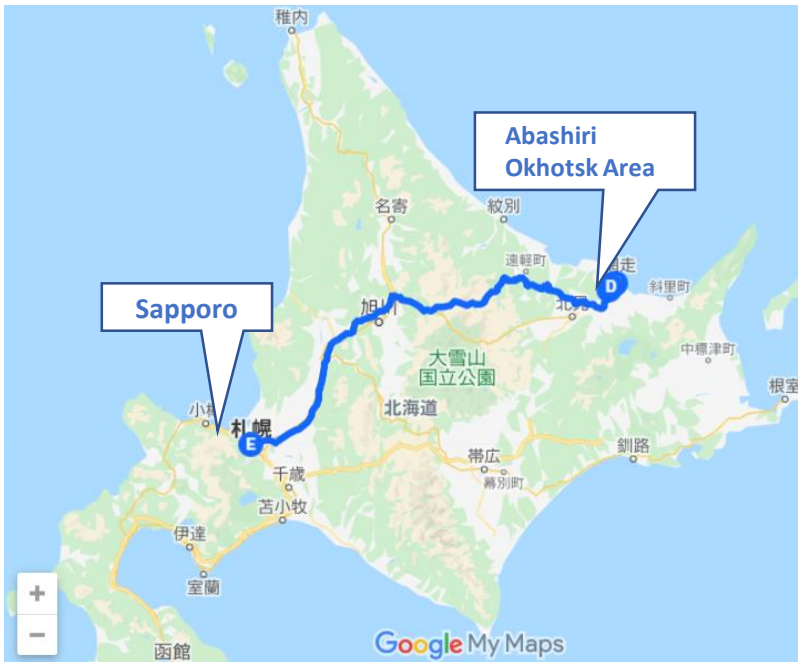 稚内
Abashiri
Okhotsk Area
名寄
紋別
遠軽町
網走
D
斜里町
北見
旭川
Sapporo
大雪山
国立公園
中標津町
根室
小樽
札幌
E
北海道
千歳
帯広
幕別町
釧路
苫小牧
伊達
室蘭
+
−
函館
Google My Maps